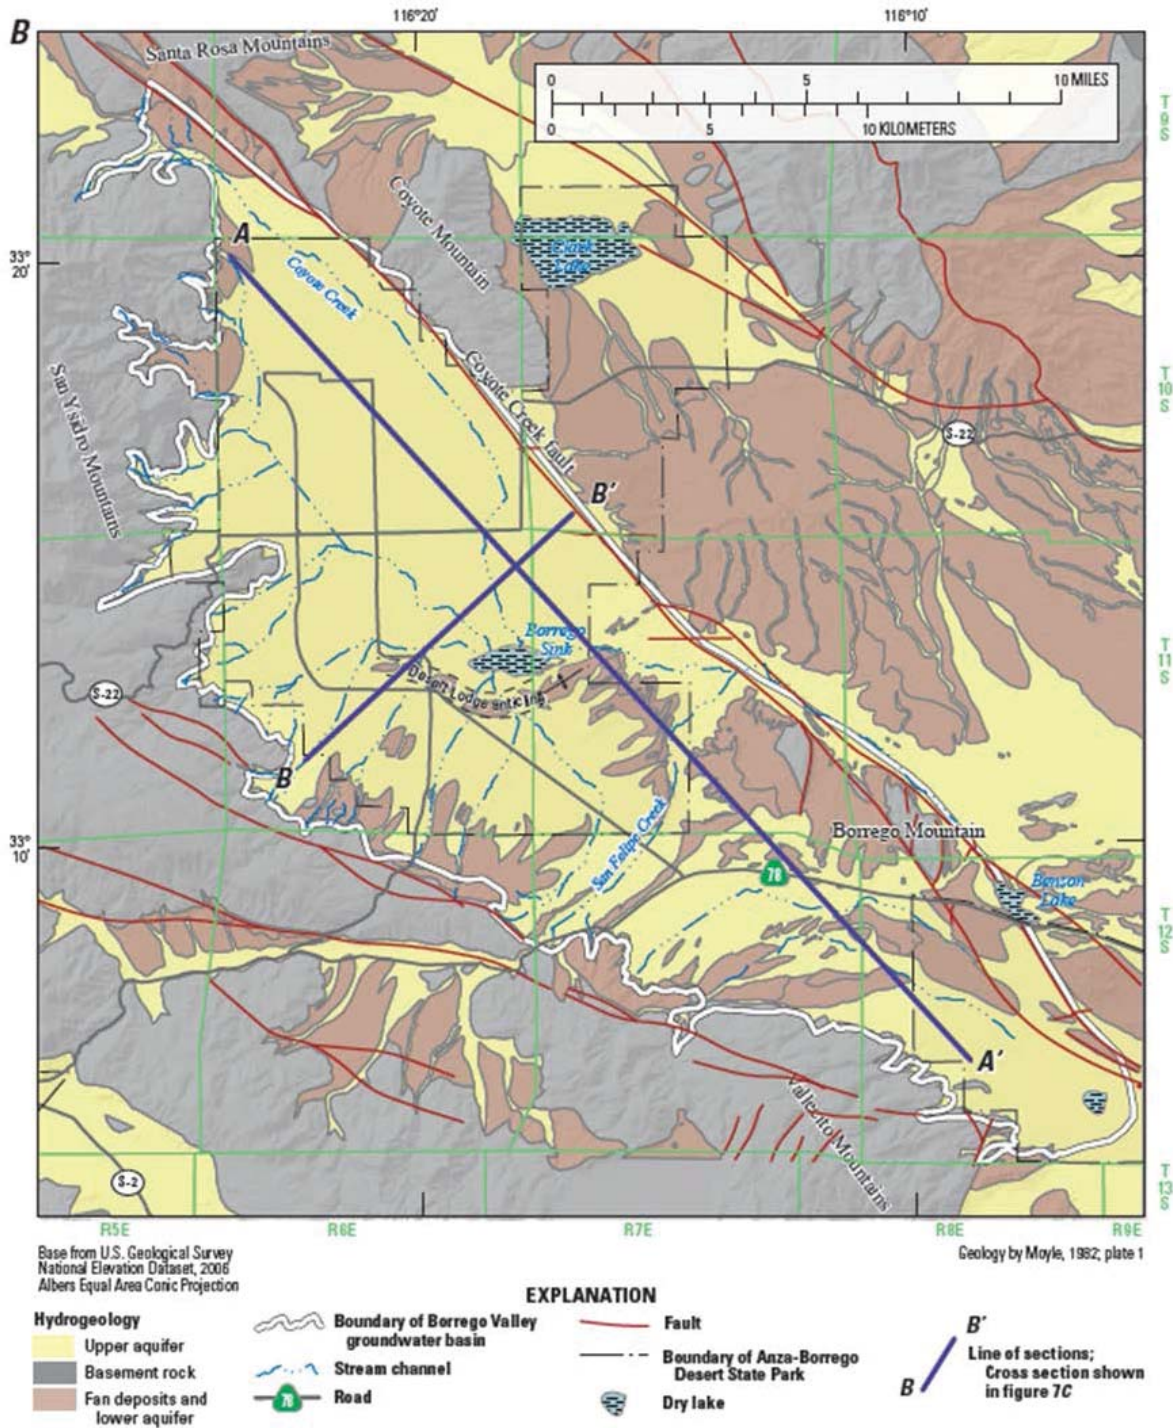 B
116°20'
116°10'
Santa Rosa Mountains
0 5 10 MILES
0 5 10 KILOMETERS
T
9
S
Coyote Mountain
A
33°
20'
Coyote Creek
Clark
Lake
San Ysidro Mountains
Coyote Creek fault
T
10
S
S-22
B'
Borrego
Sink
T
11
S
S-22
Desert Lodge anticline
B
33°
10'
San Felipe Creek
Borrego Mountain
78
Benson
Lake
T
12
S
A'
Vallecito Mountains
S-2
T
13
S
R5E R6E R7E R8E R9E
Base from U.S. Geological Survey
National Elevation Dataset, 2006
Albers Equal Area Conic Projection
Geology by Moyle, 1982; plate 1
EXPLANATION
Hydrogeology
Upper aquifer
Basement rock
Fan deposits and
lower aquifer
Boundary of Borrego Valley
groundwater basin
Stream channel
78
Road
Fault
Boundary of Anza-Borrego
Desert State Park
Dry lake
B'
B
Line of sections;
Cross section shown
in figure 7C